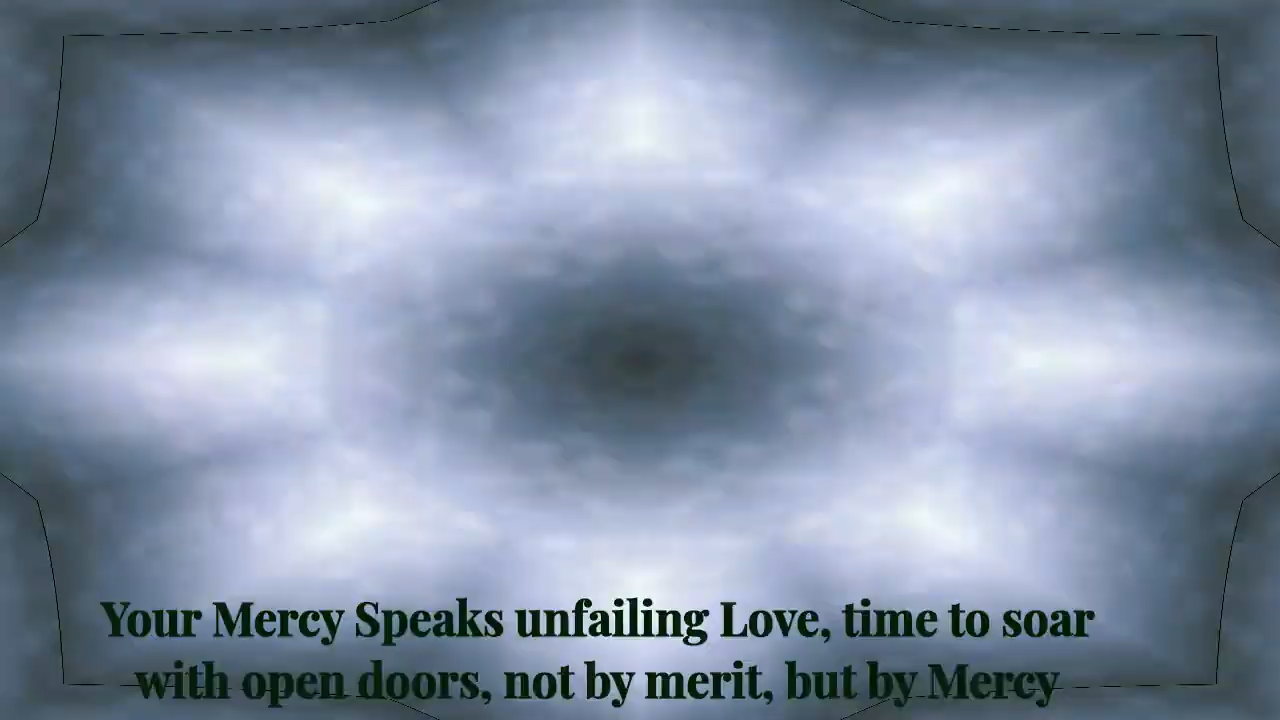 Your Mercy Speaks unfailing Love, time to soar
with open doors, not by merit, but by Mercy